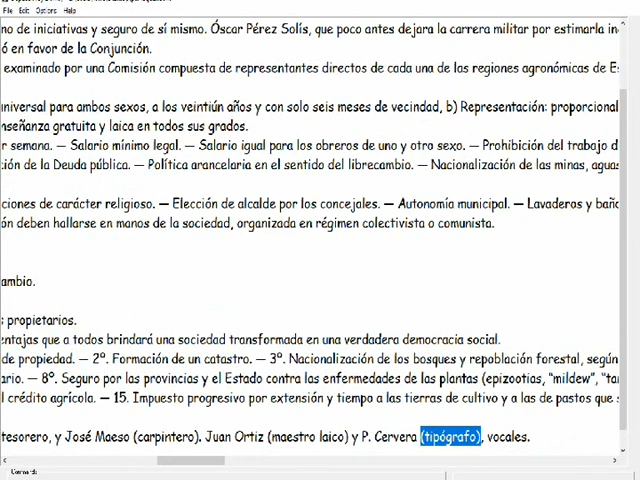 File Edit Options Help
no de iniciativas y seguro de sí mismo. Óscar Pérez Solís, que poco antes dejara la carrera militar por estimarla in
ó en favor de la Conjunción.
examinado por una Comisión compuesta de representantes directos de cada una de las regiones agronómicas de E
universal para ambos sexos, a los veintiún años y con solo seis meses de vecindad, b) Representación: proporcional
nseñanza gratuita y laica en todos sus grados.
r semana. — Salario mínimo legal. — Salario igual para los obreros de uno y otro sexo. — Prohibición del trabajo d
ión de la Deuda pública. — Política arancelaria en el sentido del librecambio. — Nacionalización de las minas, aguas
ciones de carácter religioso. — Elección de alcalde por los concejales. — Autonomía municipal. — Lavaderos y baño
ón deben hallarse en manos de la sociedad, organizada en régimen colectivista o comunista.
ambio.
s propietarios.
entajas que a todos brindará una sociedad transformada en una verdadera democracia social.
de propiedad. — 2º. Formación de un catastro. — 3º. Nacionalización de los bosques y repoblación forestal, según
ario. — 8º. Seguro por las provincias y el Estado contra las enfermedades de las plantas (epizootias, "mildew", "ta
l crédito agrícola. — 15. Impuesto progresivo por extensión y tiempo a las tierras de cultivo y a las de pastos que s
tesorero, y José Maeso (carpintero). Juan Ortiz (maestro laico) y P. Cervera (tipógrafo), vocales.